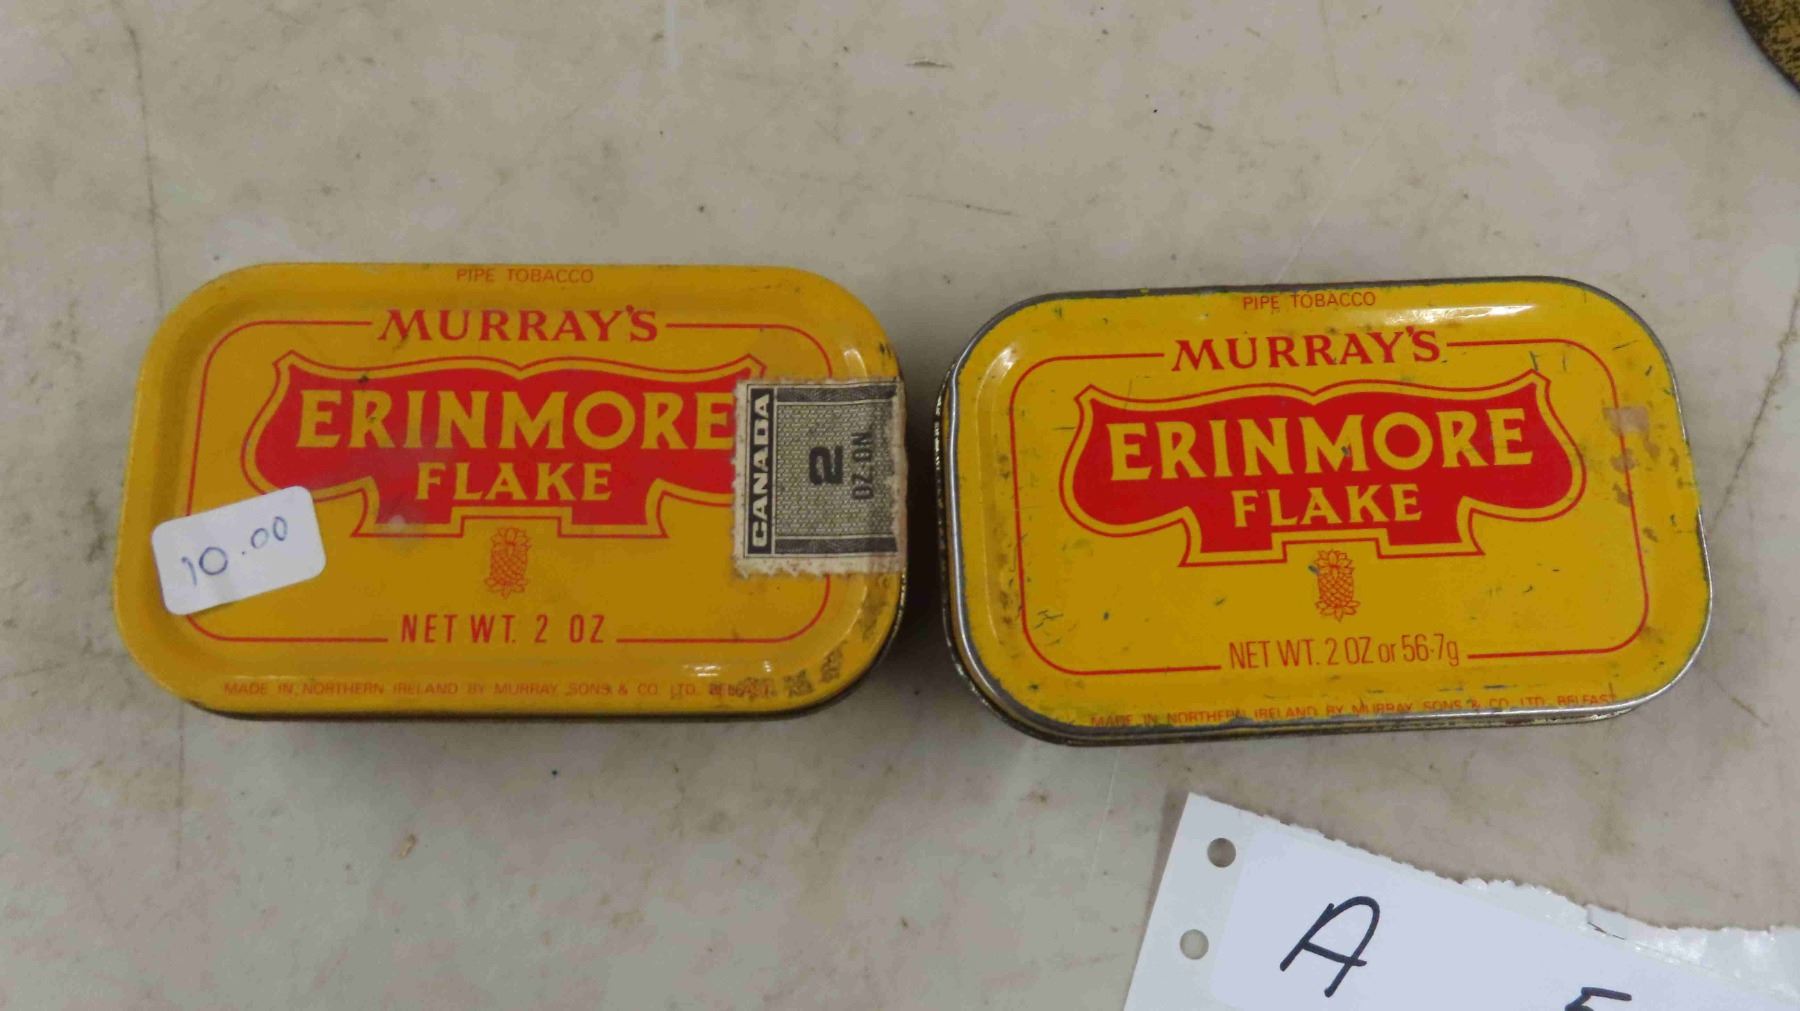 PIPE TOBACCO
MURRAY'S
ERINMORE
FLAKE
NET WT. 2 OZ
MADE IN NORTHERN IRELAND BY MURRAY SONS & CO LTD. BELFAST
10.00
CANADA
2
OZ.ON
PIPE TOBACCO
MURRAY'S
ERINMORE
FLAKE
NET WT. 2 OZ or 56·7g
MADE IN NORTHERN IRELAND BY MURRAY SONS & CO LTD. BELFAST
A